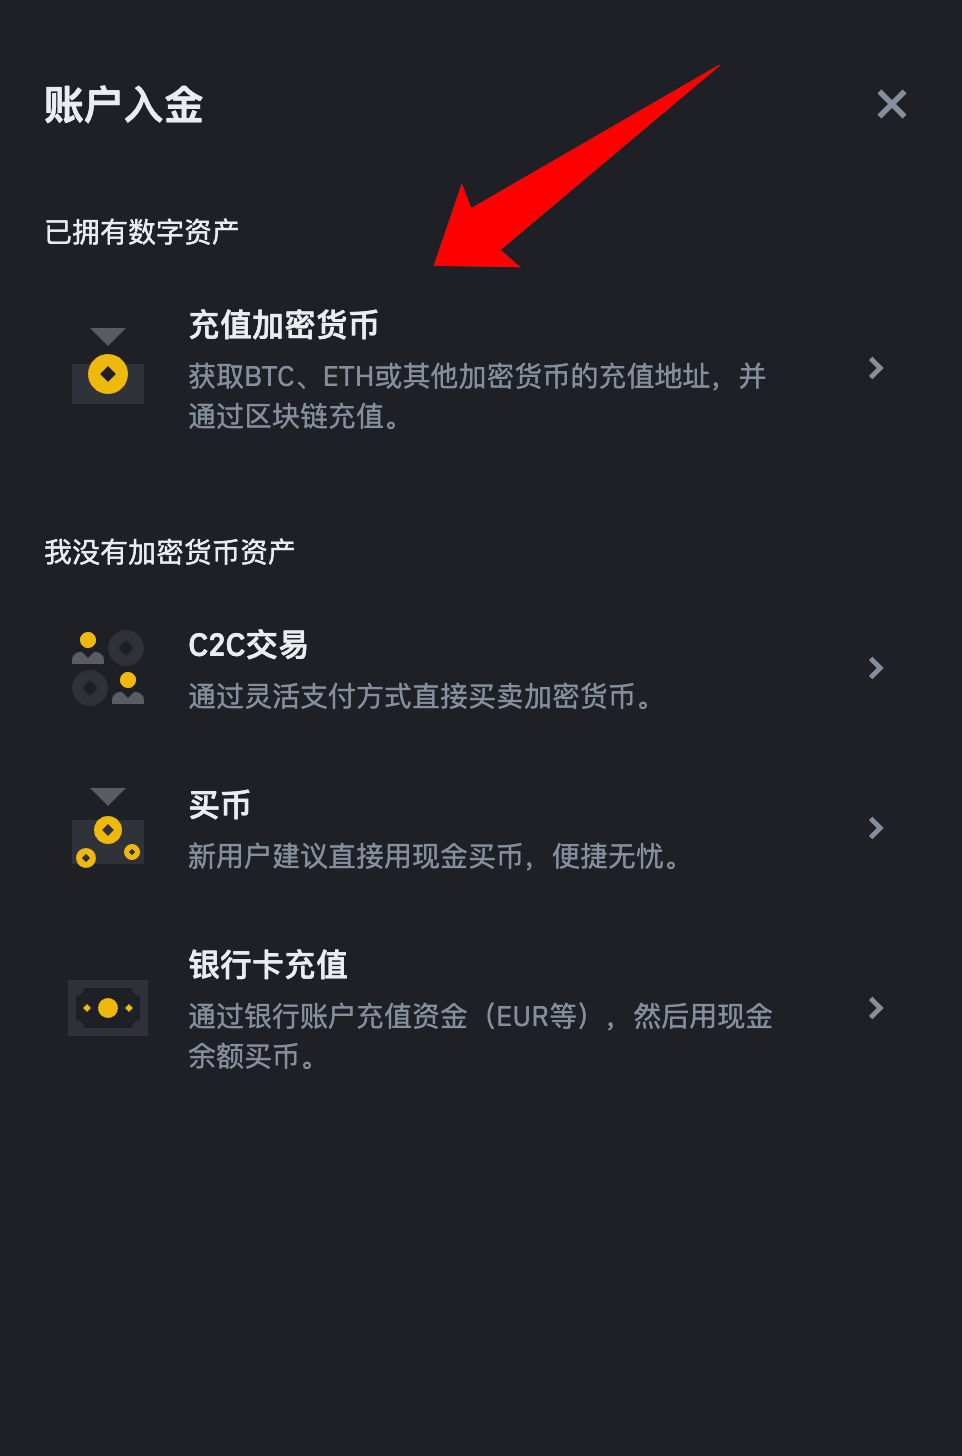 账户入金
已拥有数字资产
充值加密货币
获取BTC、ETH或其他加密货币的充值地址，并
通过区块链充值。
我没有加密货币资产
C2C交易
通过灵活支付方式直接买卖加密货币。
买币
新用户建议直接用现金买币，便捷无忧。
银行卡充值
通过银行账户充值资金（EUR等），然后用现金
余额买币。